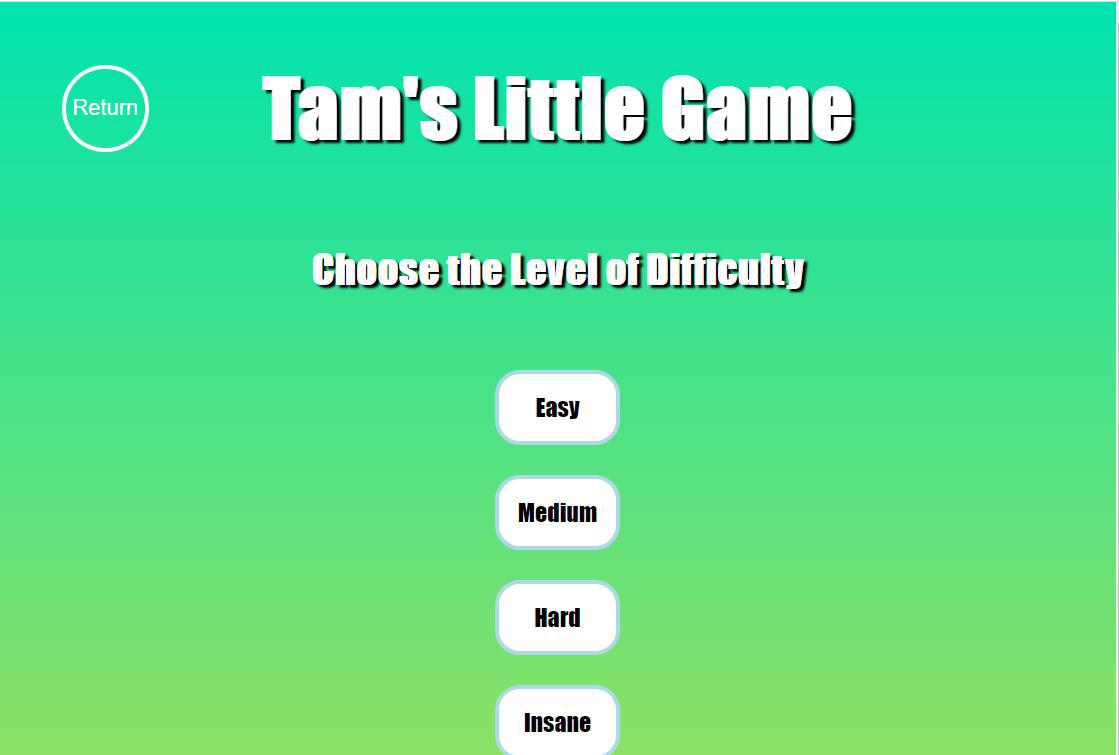 Return
Tam's Little Game
Choose the Level of Difficulty
Easy
Medium
Hard
Insane